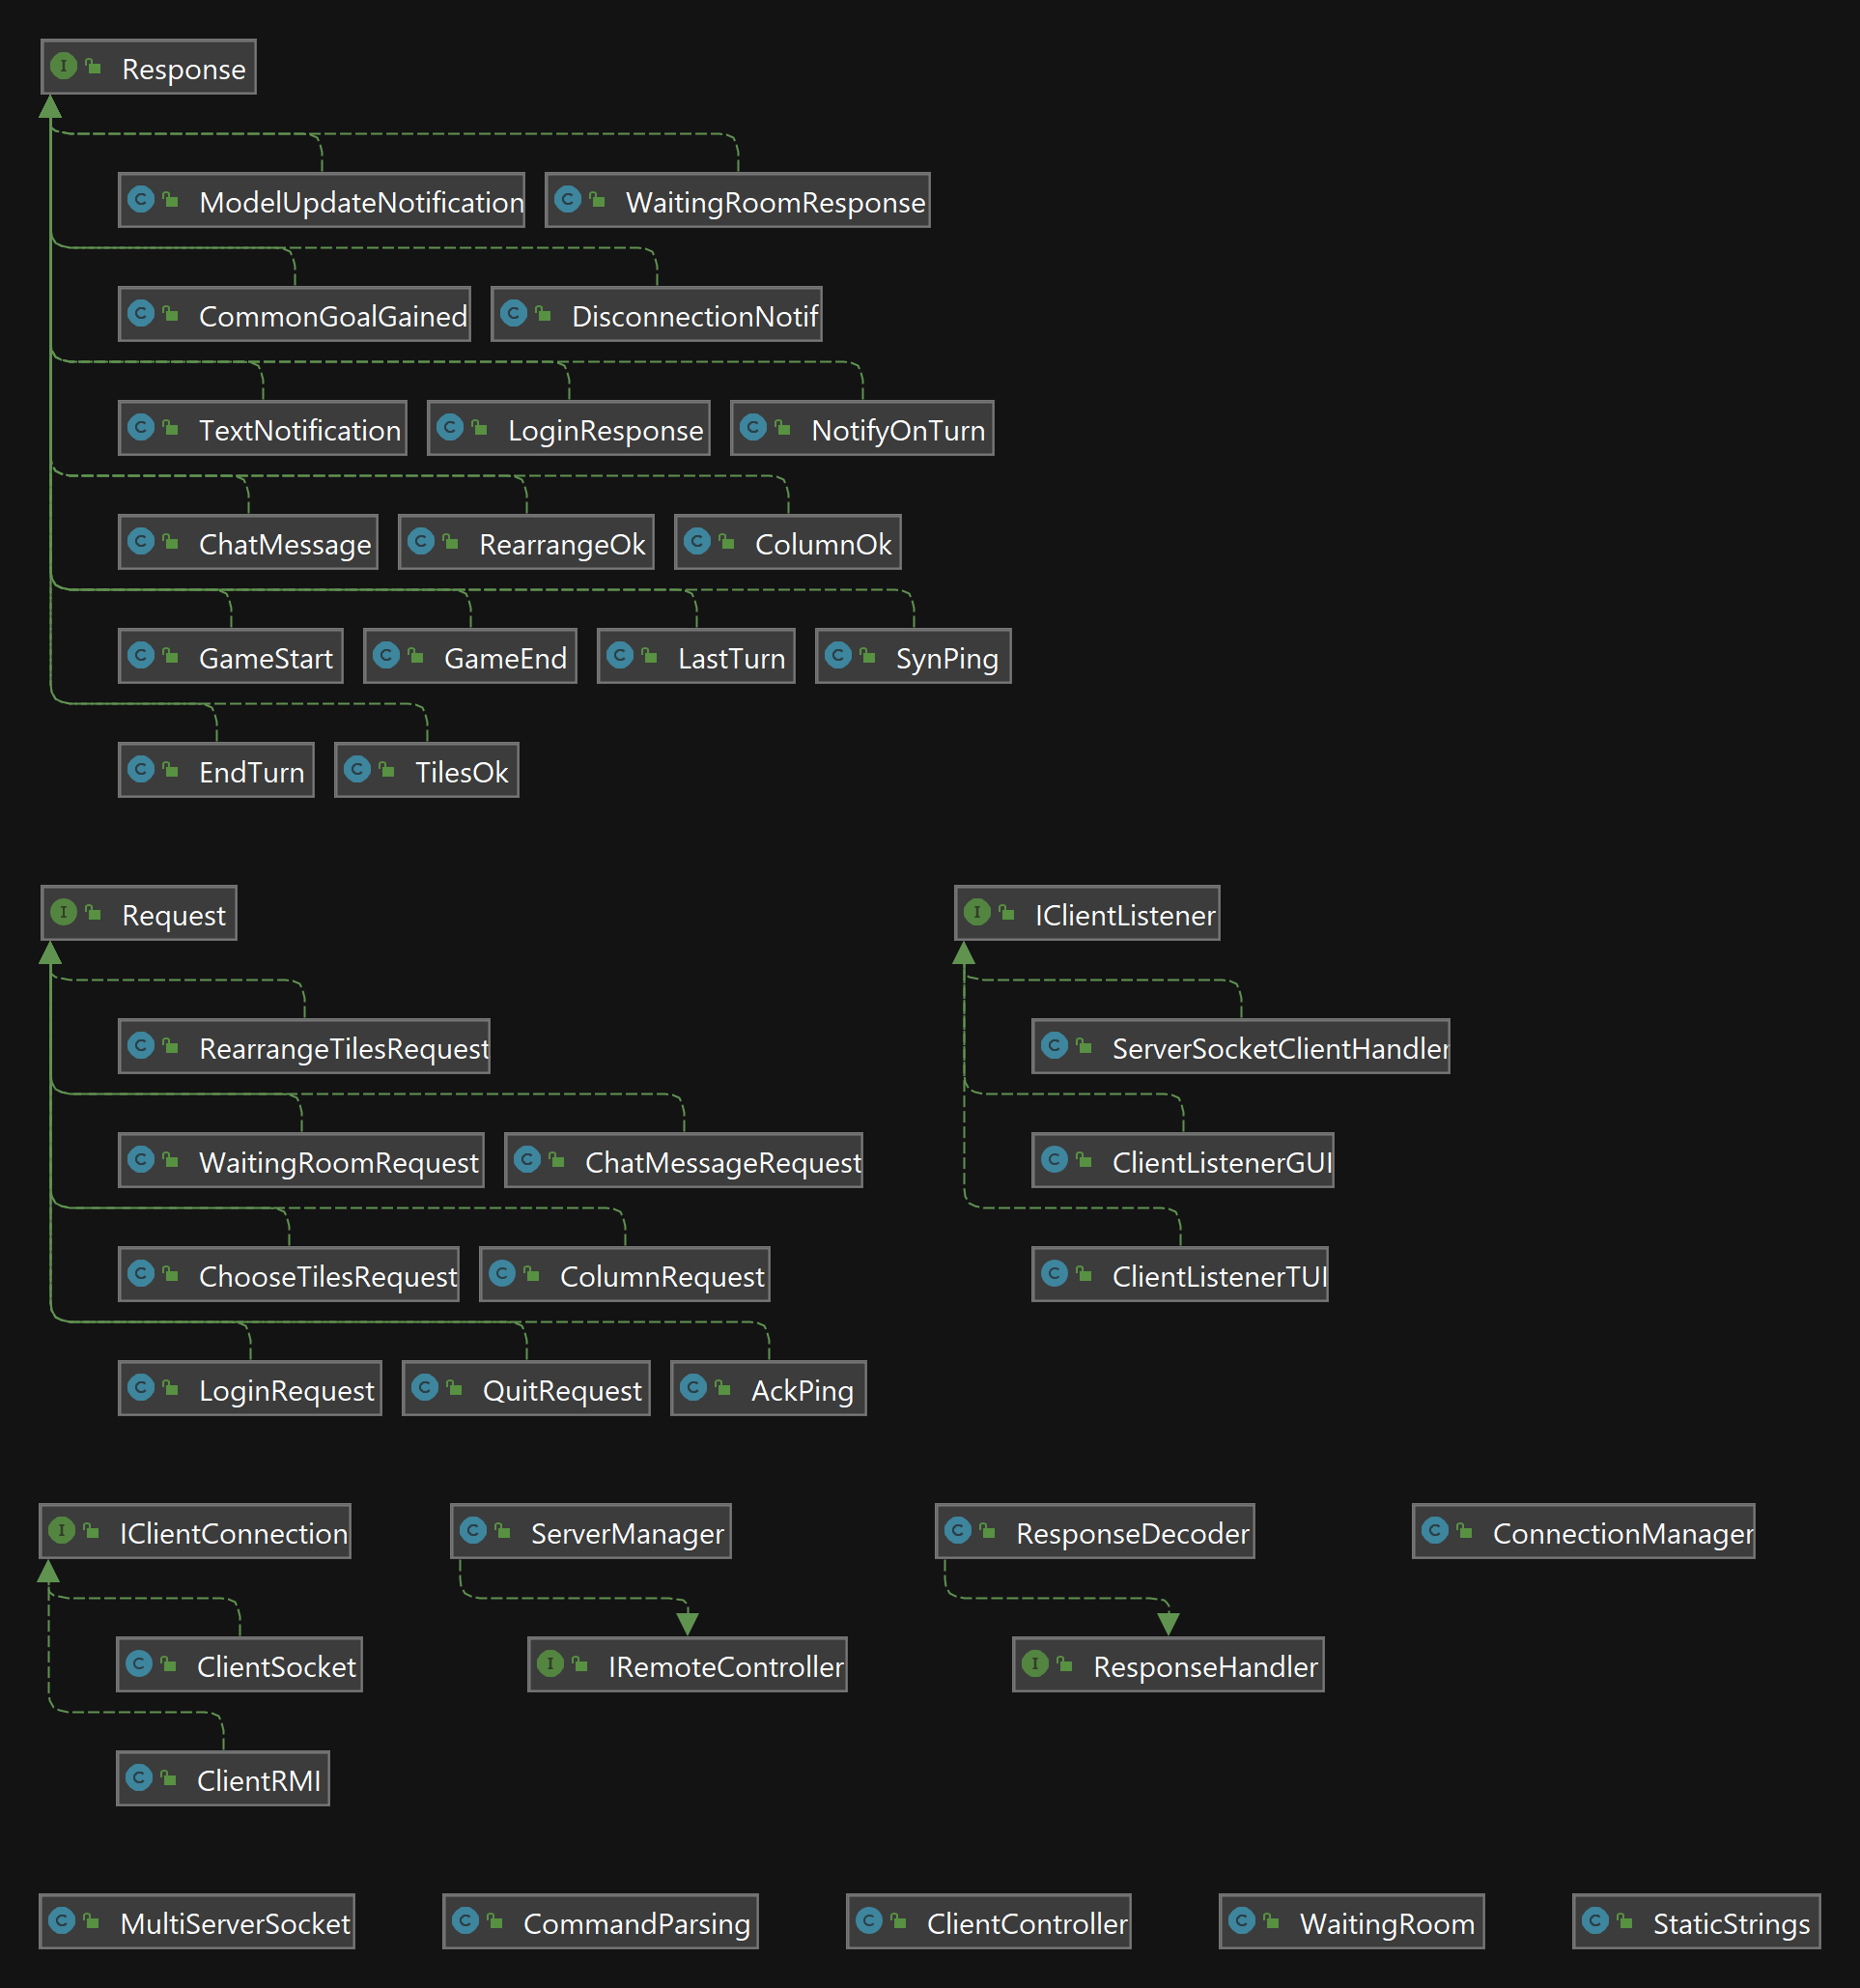 Response
ModelUpdateNotification WaitingRoomResponse
CommonGoalGained DisconnectionNotif
TextNotification LoginResponse NotifyOnTurn
ChatMessage RearrangeOk ColumnOk
GameStart GameEnd LastTurn SynPing
EndTurn TilesOk
Request IClientListener
RearrangeTilesRequest ServerSocketClientHandler
WaitingRoomRequest ChatMessageRequest ClientListenerGUI
ChooseTilesRequest ColumnRequest ClientListenerTUI
LoginRequest QuitRequest AckPing
IClientConnection ServerManager ResponseDecoder ConnectionManager
ClientSocket IRemoteController ResponseHandler
ClientRMI
MultiServerSocket CommandParsing ClientController WaitingRoom StaticStrings